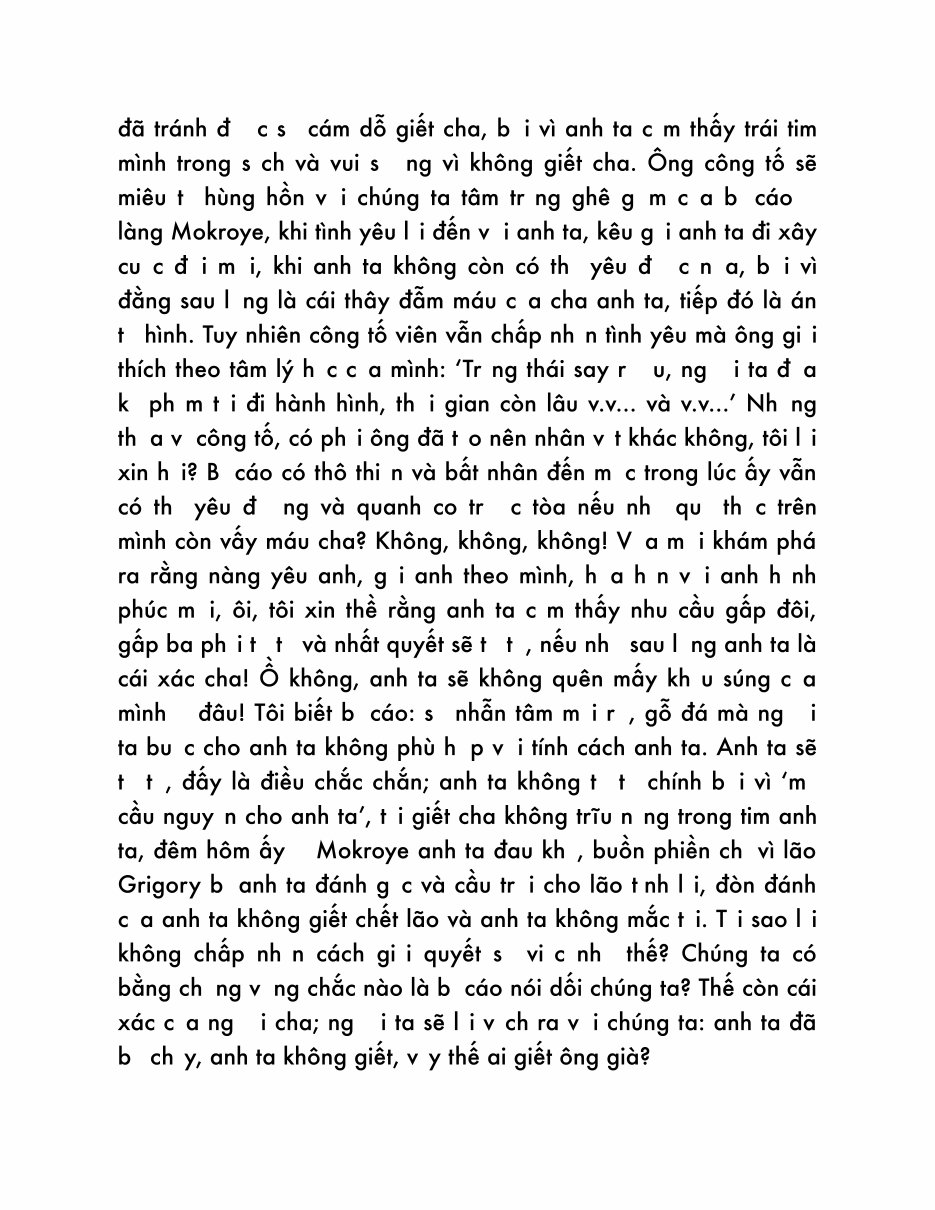 đã tránh đ  c s  cám dỗ giết cha, b i vì anh ta c m thấy trái tim
mình trong s ch và vui s  ng vì không giết cha. Ông công tố sẽ
miêu t  hùng hồn v i chúng ta tâm tr ng ghê g m c a b  cáo
làng Mokroye, khi tình yêu l i đến v i anh ta, kêu g i anh ta đi xây
cu c đ i m i, khi anh ta không còn có th  yêu đ  c n a, b i vì
đằng sau l ng là cái thây đẫm máu c a cha anh ta, tiếp đó là án
t  hình. Tuy nhiên công tố viên vẫn chấp nh n tình yêu mà ông gi i
thích theo tâm lý h c c a mình: ‘Tr ng thái say r  u, ng  i ta đ a
k  ph m t i đi hành hình, th i gian còn lâu v.v... và v.v...’ Nh ng
th a v  công tố, có ph i ông đã t o nên nhân v t khác không, tôi l i
xin h i? B  cáo có thô thi n và bất nhân đến m c trong lúc ấy vẫn
có th  yêu đ  ng và quanh co tr  c tòa nếu nh  qu  th c trên
mình còn vấy máu cha? Không, không, không! V a m i khám phá
ra rằng nàng yêu anh, g i anh theo mình, h a h n v i anh h nh
phúc m i, ôi, tôi xin thề rằng anh ta c m thấy nhu cầu gấp đôi,
gấp ba ph i t  t  và nhất quyết sẽ t  t , nếu nh  sau l ng anh ta là
cái xác cha! Ồ không, anh ta sẽ không quên mấy kh u súng c a
mình   đâu! Tôi biết b  cáo: s  nhẫn tâm m i r , gỗ đá mà ng  i
ta bu c cho anh ta không phù h p v i tính cách anh ta. Anh ta sẽ
t  t , đấy là điều chắc chắn; anh ta không t  t  chính b i vì ‘m
cầu nguy n cho anh ta’, t i giết cha không trĩu n ng trong tim anh
ta, đêm hôm ấy   Mokroye anh ta đau kh , buồn phiền ch  vì lão
Grigory b  anh ta đánh g c và cầu tr i cho lão t nh l i, đòn đánh
c a anh ta không giết chết lão và anh ta không mắc t i. T i sao l i
không chấp nh n cách gi i quyết s  vi c nh  thế? Chúng ta có
bằng ch ng v ng chắc nào là b  cáo nói dối chúng ta? Thế còn cái
xác c a ng  i cha; ng  i ta sẽ l i v ch ra v i chúng ta: anh ta đã
b  ch y, anh ta không giết, v y thế ai giết ông già?